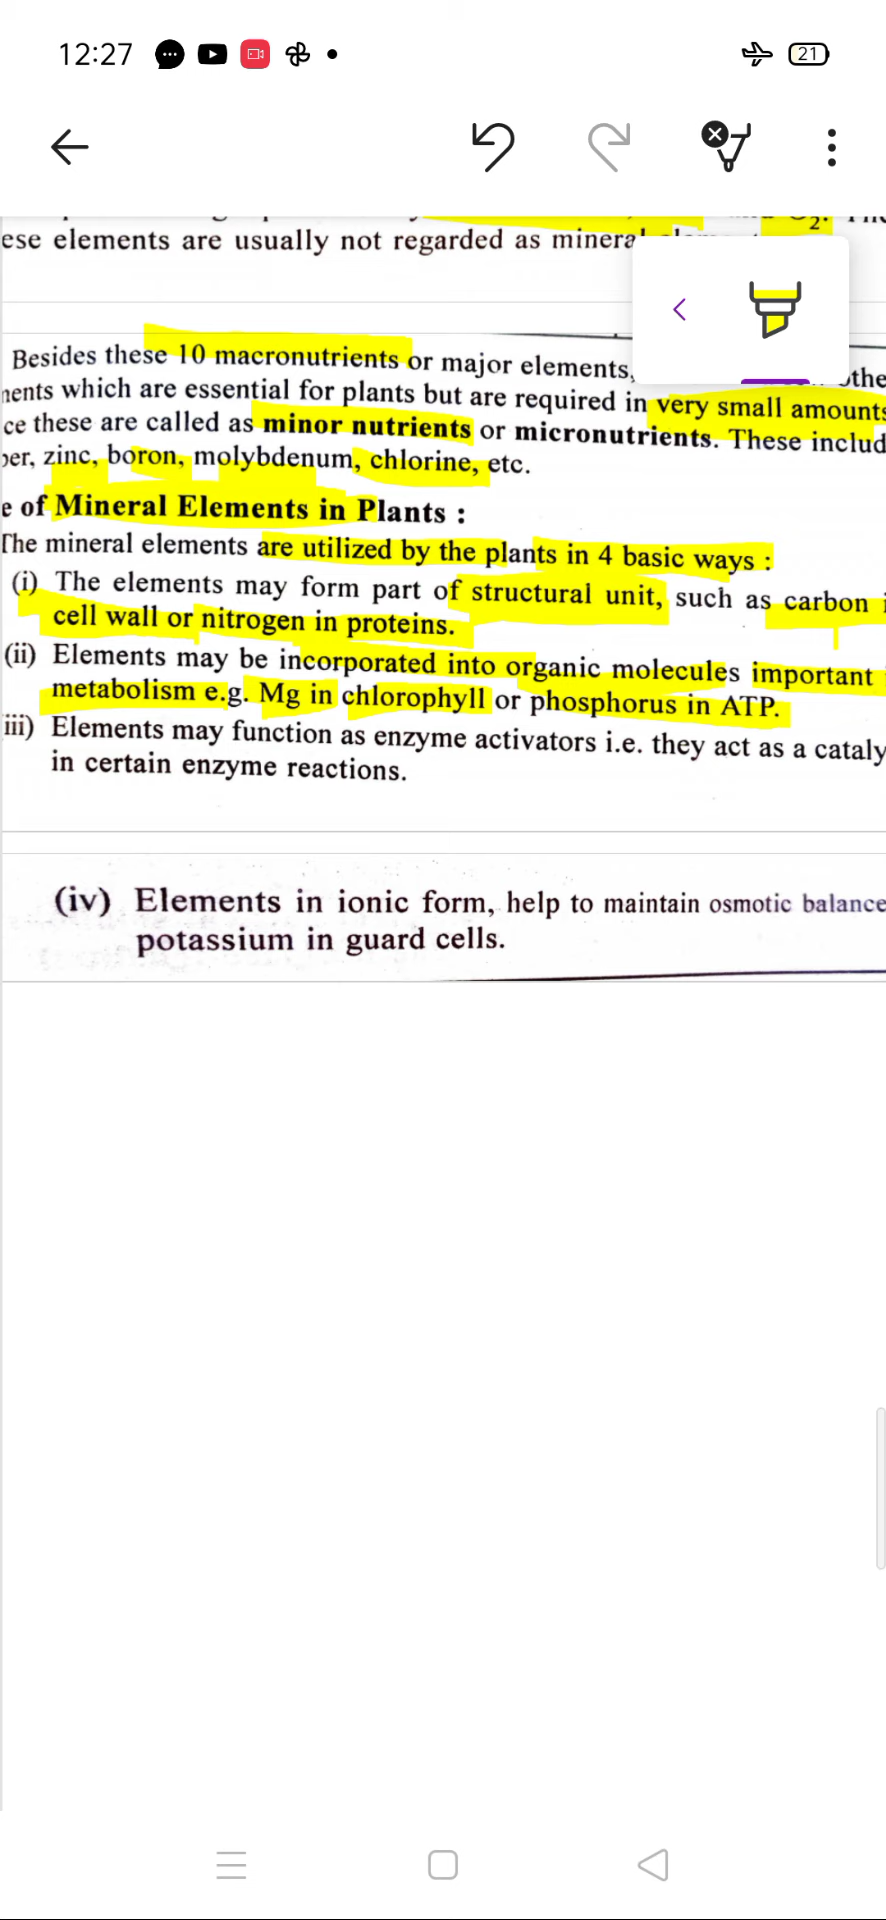 12:27
21
ese elements are usually not regarded as
Besides these 10 macronutrients or major elements,
which are essential for plants but are required in very small amounts
ce these are called as minor nutrients or micronutrients. These includ
per, zinc, boron, molybdenum, chlorine, etc.
e of Mineral Elements in Plants :
The mineral elements are utilized by the plants in 4 basic ways :
(i) The elements may form part of structural unit, such as carbon
cell wall or nitrogen in proteins.
(ii) Elements may be incorporated into organic molecules important
metabolism e.g. Mg in chlorophyll or phosphorus in ATP.
iii) Elements may function as enzyme activators i.e. they act as a cataly
in certain enzyme reactions.
(iv) Elements in ionic form, help to maintain osmotic balance
potassium in guard cells.